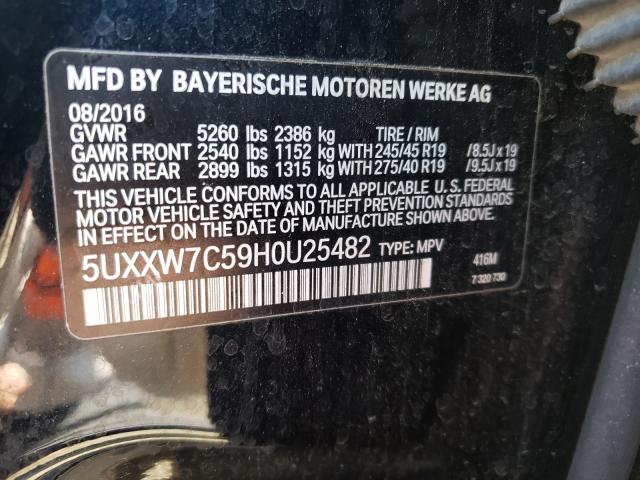 MFD BY BAYERISCHE MOTOREN WERKE AG
08/2016
GVWR 5260 lbs 2386 kg TIRE / RIM
GAWR FRONT 2540 lbs 1152 kg WITH 245/45 R19 /8.5J x 19
GAWR REAR 2899 lbs 1315 kg WITH 275/40 R19 /9.5J x 19
THIS VEHICLE CONFORMS TO ALL APPLICABLE U.S. FEDERAL
MOTOR VEHICLE SAFETY AND THEFT PREVENTION STANDARDS
IN EFFECT ON THE DATE OF MANUFACTURE SHOWN ABOVE.
5UXXW7C59H0U25482 TYPE: MPV 416M
7 320 730